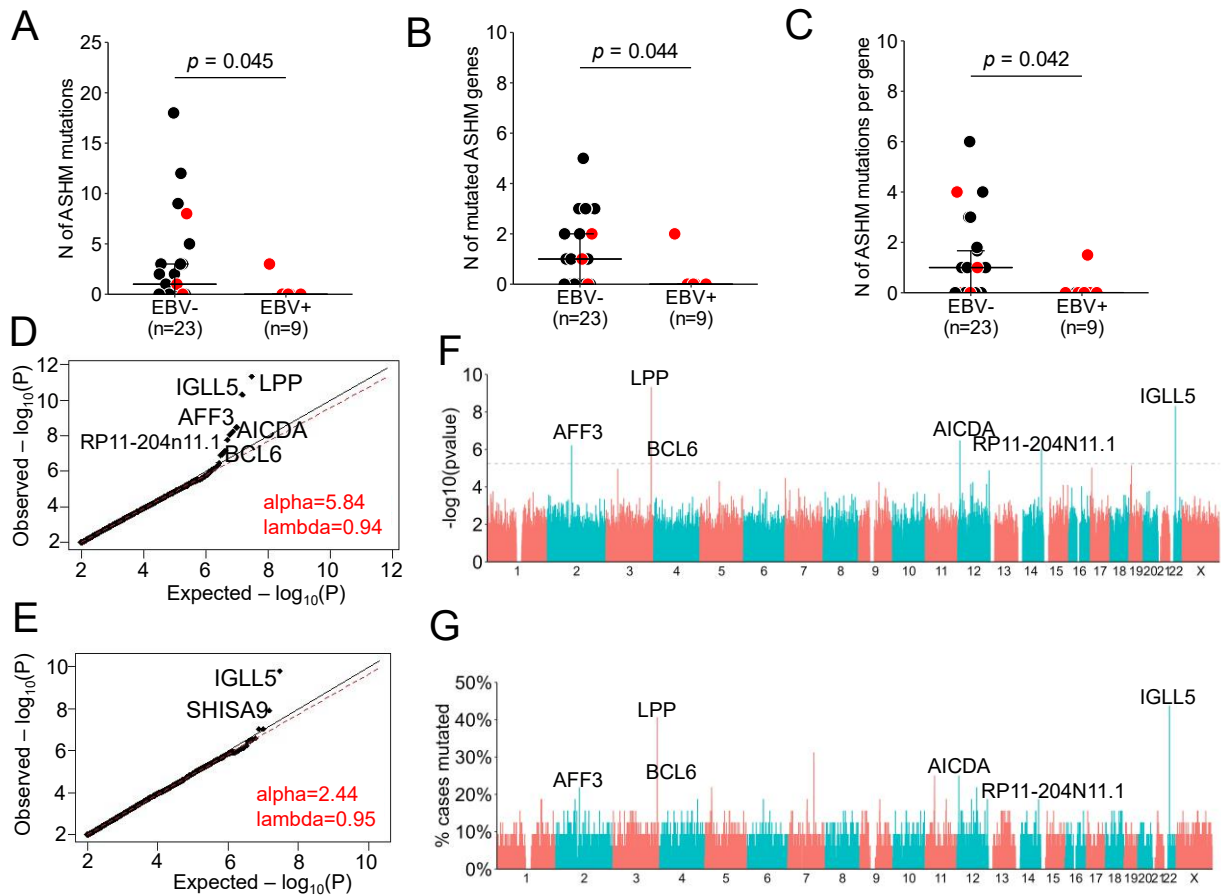 A
N of ASHM mutations
25
20
15
10
5
0
p = 0.045
EBV-
(n=23)
EBV+
(n=9)
B
N of mutated ASHM genes
10
8
6
4
2
0
p = 0.044
EBV-
(n=23)
EBV+
(n=9)
C
N of ASHM mutations per gene
10
8
6
4
2
0
p = 0.042
EBV-
(n=23)
EBV+
(n=9)
D
Observed – log10(P)
12
10
8
6
4
2
LPP
IGLL5
AFF3
AICDA
RP11-204n11.1
BCL6
alpha=5.84
lambda=0.94
2 4 6 8 10 12
Expected – log10(P)
E
Observed – log10(P)
10
8
6
4
2
IGLL5
SHISA9
alpha=2.44
lambda=0.95
2 4 6 8 10
Expected – log10(P)
F
-log10(pvalue)
10
8
6
4
2
0
LPP
IGLL5
AFF3
BCL6
AICDA
RP11-204N11.1
1 2 3 4 5 6 7 8 9 10 11 12 13 14 15 16 17 18 19 20 21 22 X
G
% cases mutated
50%
40%
30%
20%
10%
0%
LPP
IGLL5
AFF3
BCL6
AICDA
RP11-204N11.1
1 2 3 4 5 6 7 8 9 10 11 12 13 14 15 16 17 18 19 20 21 22 X